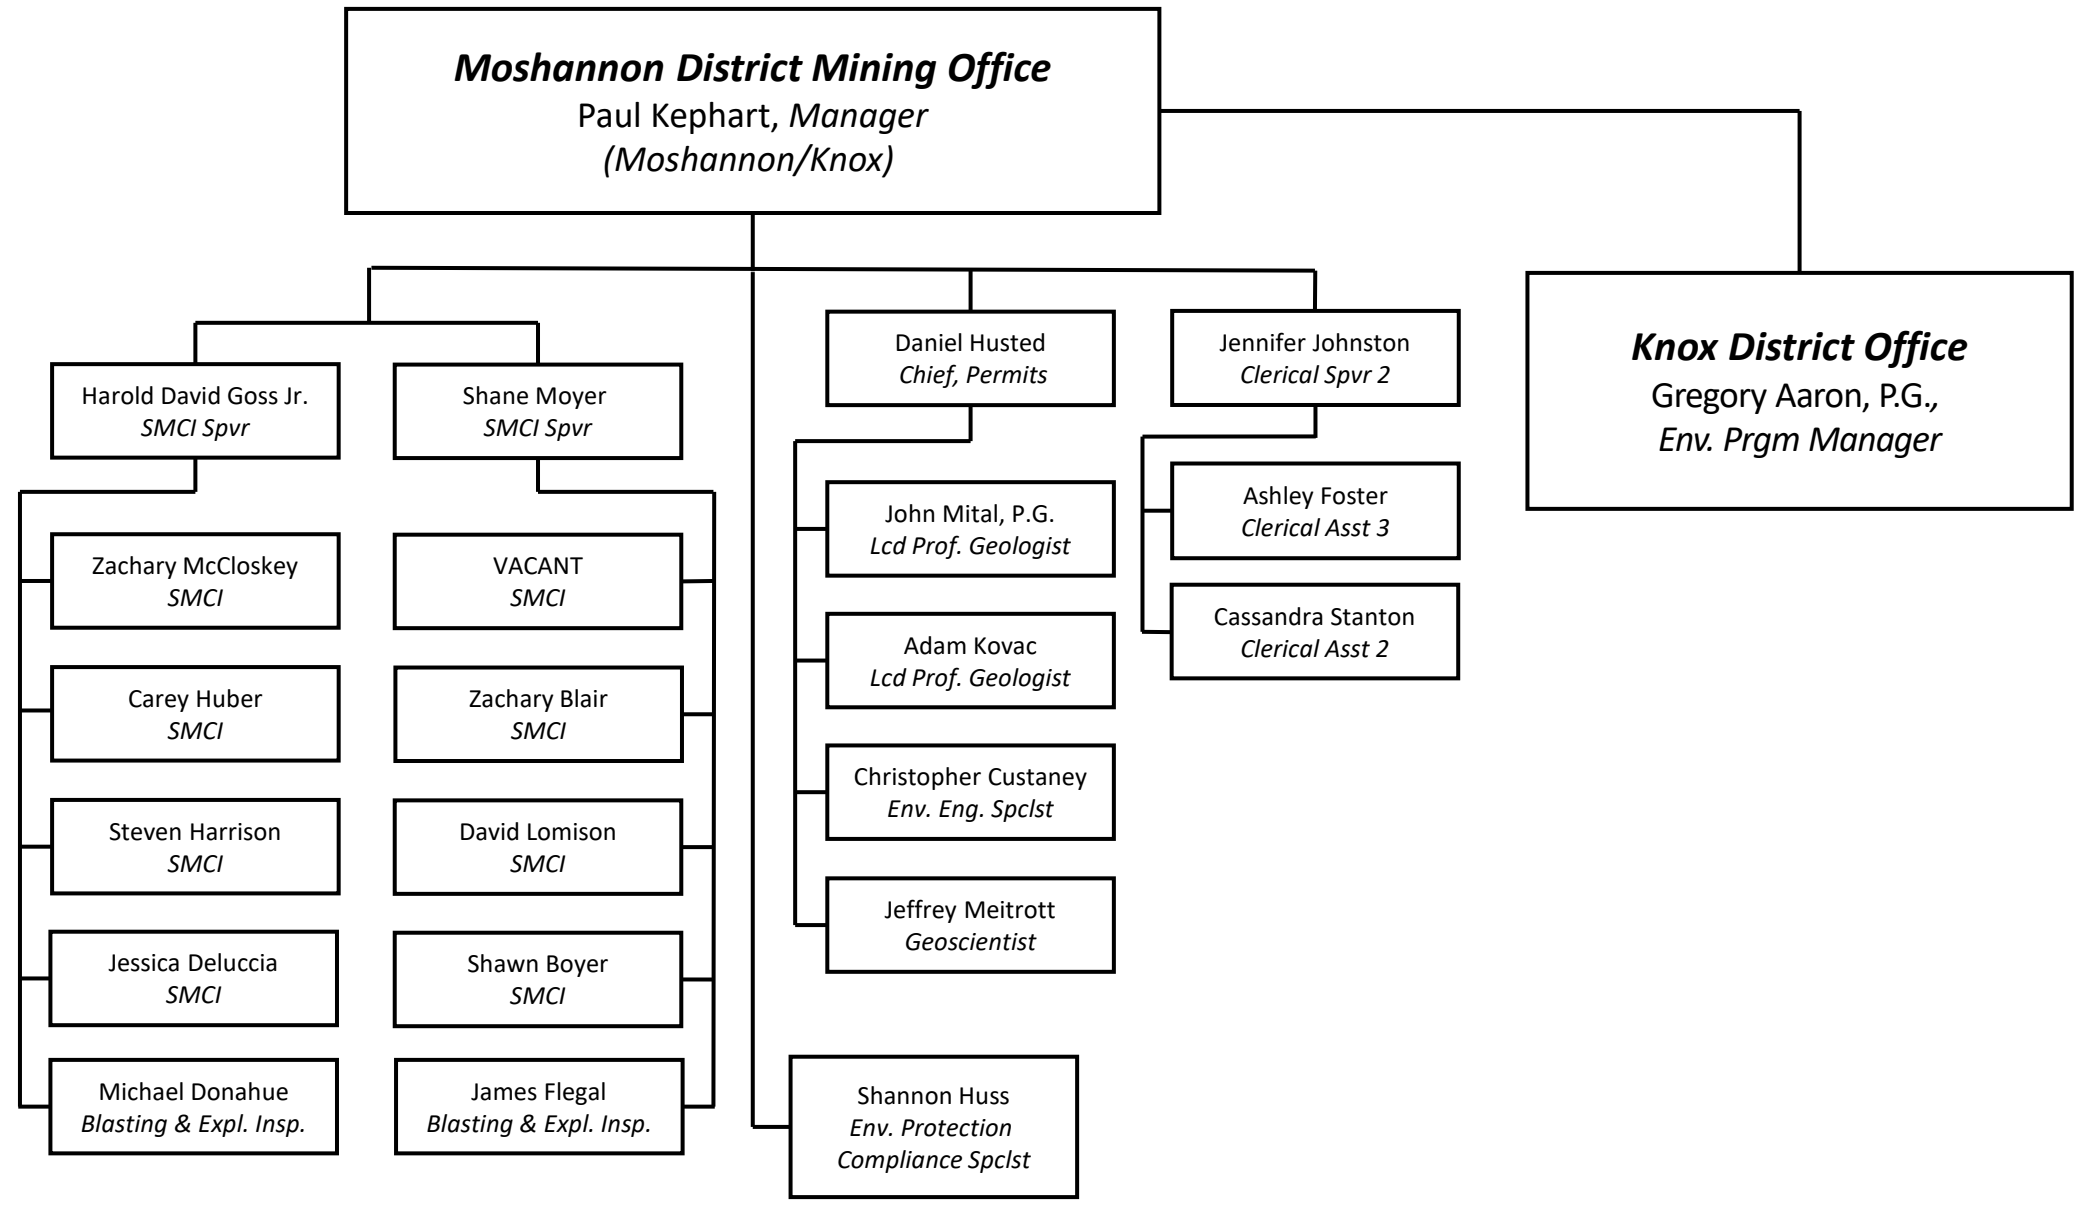 Moshannon District Mining Office
Paul Kephart, Manager
(Moshannon/Knox)
Knox District Office
Gregory Aaron, P.G.,
Env. Prgm Manager
Harold David Goss Jr.
SMCI Spvr
Zachary McCloskey
SMCI
Carey Huber
SMCI
Steven Harrison
SMCI
Jessica Deluccia
SMCI
Michael Donahue
Blasting & Expl. Insp.
Shane Moyer
SMCI Spvr
VACANT
SMCI
Zachary Blair
SMCI
David Lomison
SMCI
Shawn Boyer
SMCI
James Flegal
Blasting & Expl. Insp.
Daniel Husted
Chief, Permits
John Mital, P.G.
Lcd Prof. Geologist
Adam Kovac
Lcd Prof. Geologist
Christopher Custaney
Env. Eng. Spclst
Jeffrey Meitrott
Geoscientist
Shannon Huss
Env. Protection
Compliance Spclst
Jennifer Johnston
Clerical Spvr 2
Ashley Foster
Clerical Asst 3
Cassandra Stanton
Clerical Asst 2